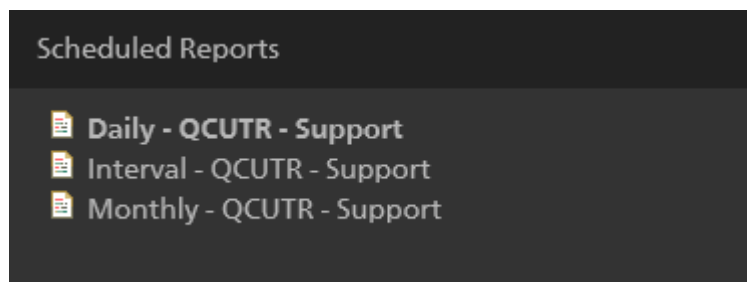 Scheduled Reports
Daily - QCUTR - Support
Interval - QCUTR - Support
Monthly - QCUTR - Support